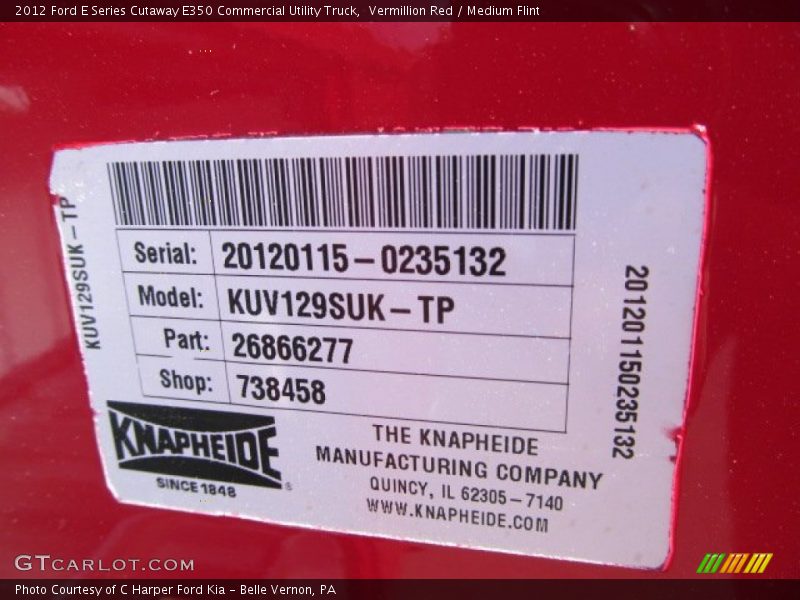 2012 Ford E Series Cutaway E350 Commercial Utility Truck, Vermillion Red / Medium Flint
KUV129SUK-TP
Serial: 20120115-0235132
Model: KUV129SUK-TP
Part: 26866277
Shop: 738458
201201150235132
KNAPHEIDE
SINCE 1848
THE KNAPHEIDE
MANUFACTURING COMPANY
QUINCY, IL 62305-7140
WWW.KNAPHEIDE.COM
GTCARLOT.COM
Photo Courtesy of C Harper Ford Kia - Belle Vernon, PA